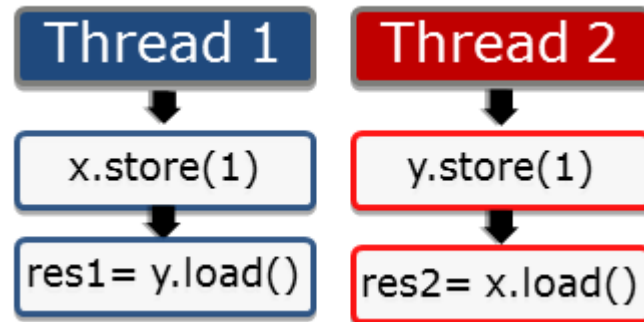 Thread 1
x.store(1)
res1= y.load()
Thread 2
y.store(1)
res2= x.load()